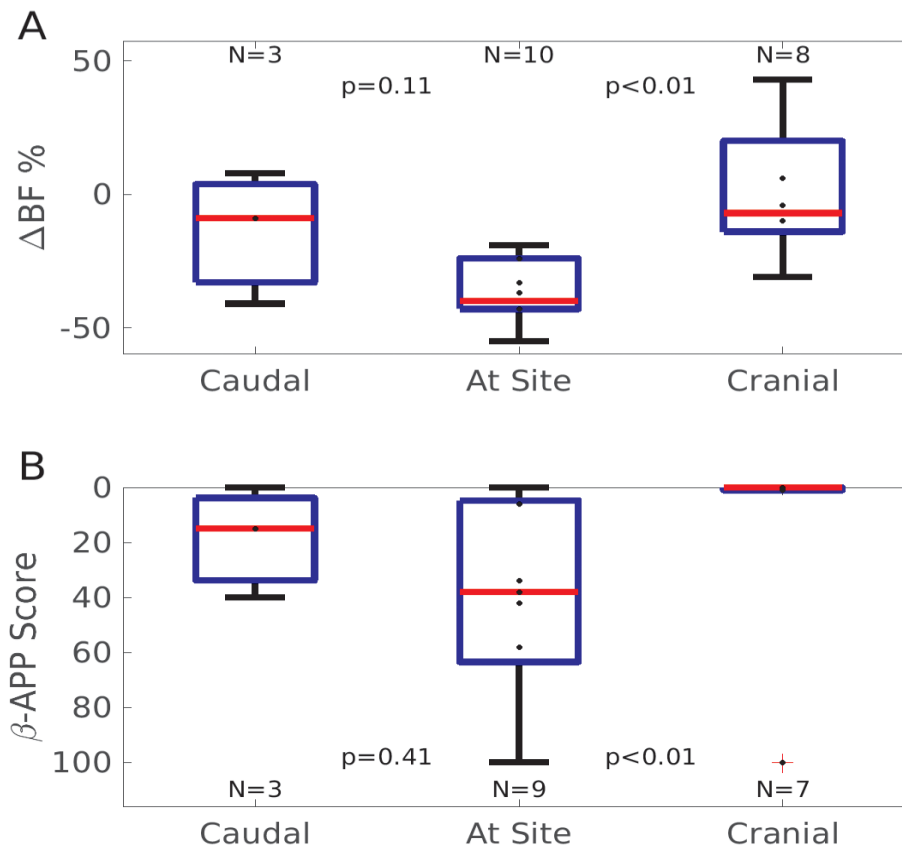 A
50
N=3
N=10
N=8
p=0.11
p<0.01
ΔBF %
0
-50
Caudal
At Site
Cranial
B
0
20
40
β-APP Score
60
80
100
p=0.41
p<0.01
N=3
N=9
N=7
Caudal
At Site
Cranial